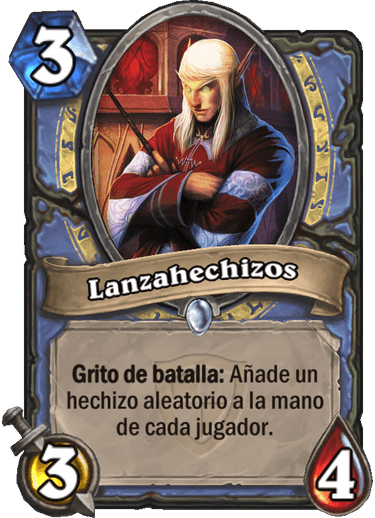 3
Lanzahechizos
Grito de batalla: Añade un
hechizo aleatorio a la mano
de cada jugador.
3
4